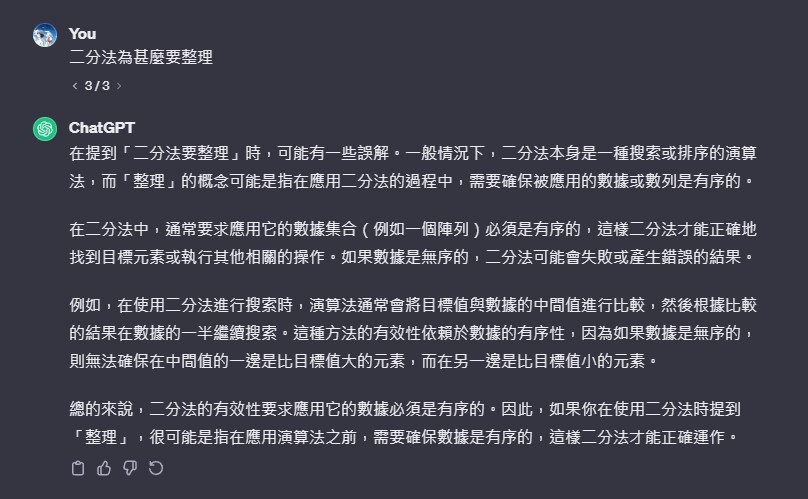 You
二分法為甚麼要整理
3 / 3
ChatGPT
在提到「二分法要整理」時，可能有一些誤解。一般情況下，二分法本身是一種搜索或排序的演算
法，而「整理」的概念可能是指在應用二分法的過程中，需要確保被應用的數據或數列是有序的。
在二分法中，通常要求應用它的數據集合（例如一個陣列）必須是有序的，這樣二分法才能正確地
找到目標元素或執行其他相關的操作。如果數據是無序的，二分法可能會失敗或產生錯誤的結果。
例如，在使用二分法進行搜索時，演算法通常會將目標值與數據的中間值進行比較，然後根據比較
的結果在數據的一半繼續搜索。這種方法的有效性依賴於數據的有序性，因為如果數據是無序的，
則無法確保在中間值的一邊是比目標值大的元素，而在另一邊是比目標值小的元素。
總的來說，二分法的有效性要求應用它的數據必須是有序的。因此，如果你在使用二分法時提到
「整理」，很可能是指在應用演算法之前，需要確保數據是有序的，這樣二分法才能正確運作。